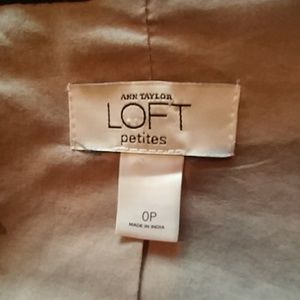 ANN TAYLOR
LOFT
petites
0P
MADE IN INDIA